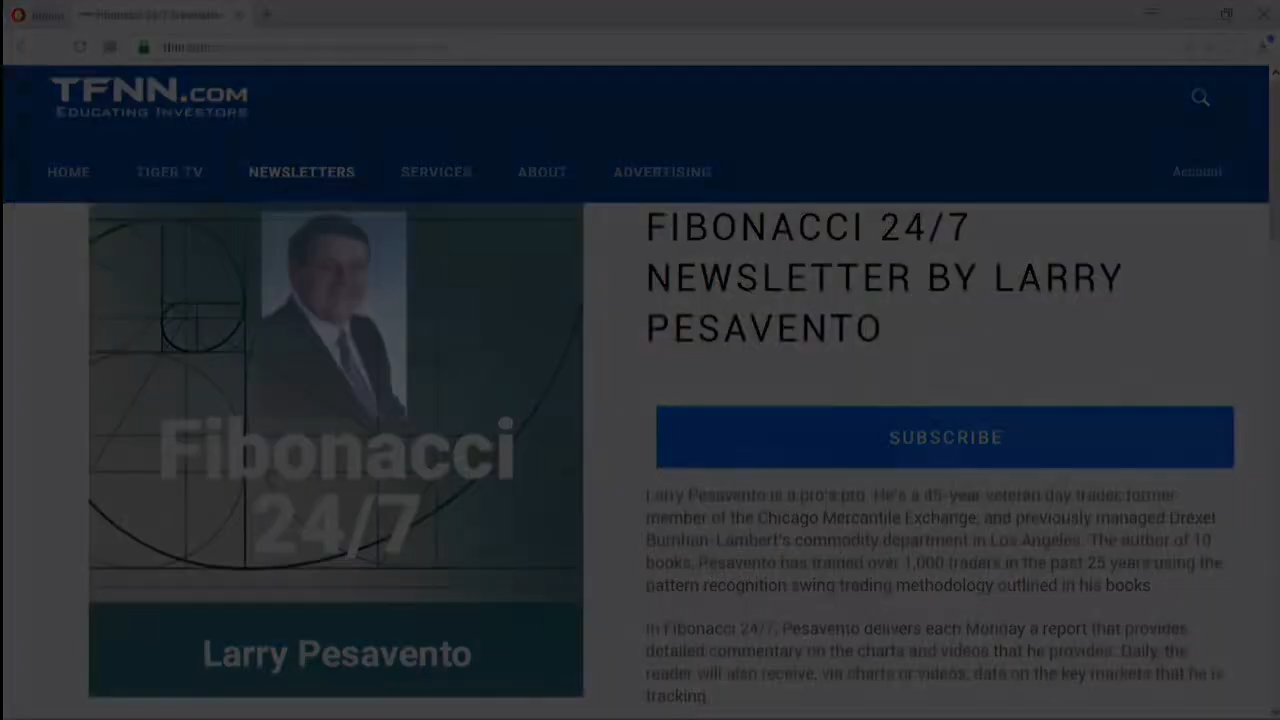 Fibonacci 24/7 Newsletter
TFNN.COM
EDUCATING INVESTORS
HOME TIGER TV NEWSLETTERS SERVICES ABOUT ADVERTISING Account
FIBONACCI 24/7
NEWSLETTER BY LARRY
PESAVENTO
Fibonacci
24/7
Larry Pesavento
SUBSCRIBE
Larry Pesavento is a pro's pro. He's a 45-year veteran day trader, former
member of the Chicago Mercantile Exchange, and previously managed Drexel
Burnhan-Lambert's commodity department in Los Angeles. The author of 10
books, Pesavento has trained over 1,000 traders in the past 25 years using the
pattern recognition swing trading methodology outlined in his books
In Fibonacci 24/7, Pesavento delivers each Monday a report that provides
detailed commentary on the charts and videos that he provides. Daily, the
reader will also receive, via charts or videos, data on the key markets that he is
tracking.